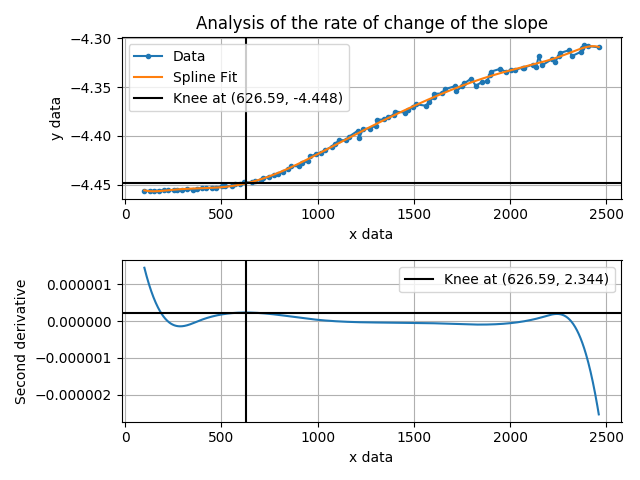 Analysis of the rate of change of the slope
Data
Spline Fit
Knee at (626.59, -4.448)
−4.30
−4.35
−4.40
−4.45
y data
0 500 1000 1500 2000 2500
x data
Knee at (626.59, 2.344)
0.000001
0.000000
−0.000001
−0.000002
Second derivative
0 500 1000 1500 2000 2500
x data